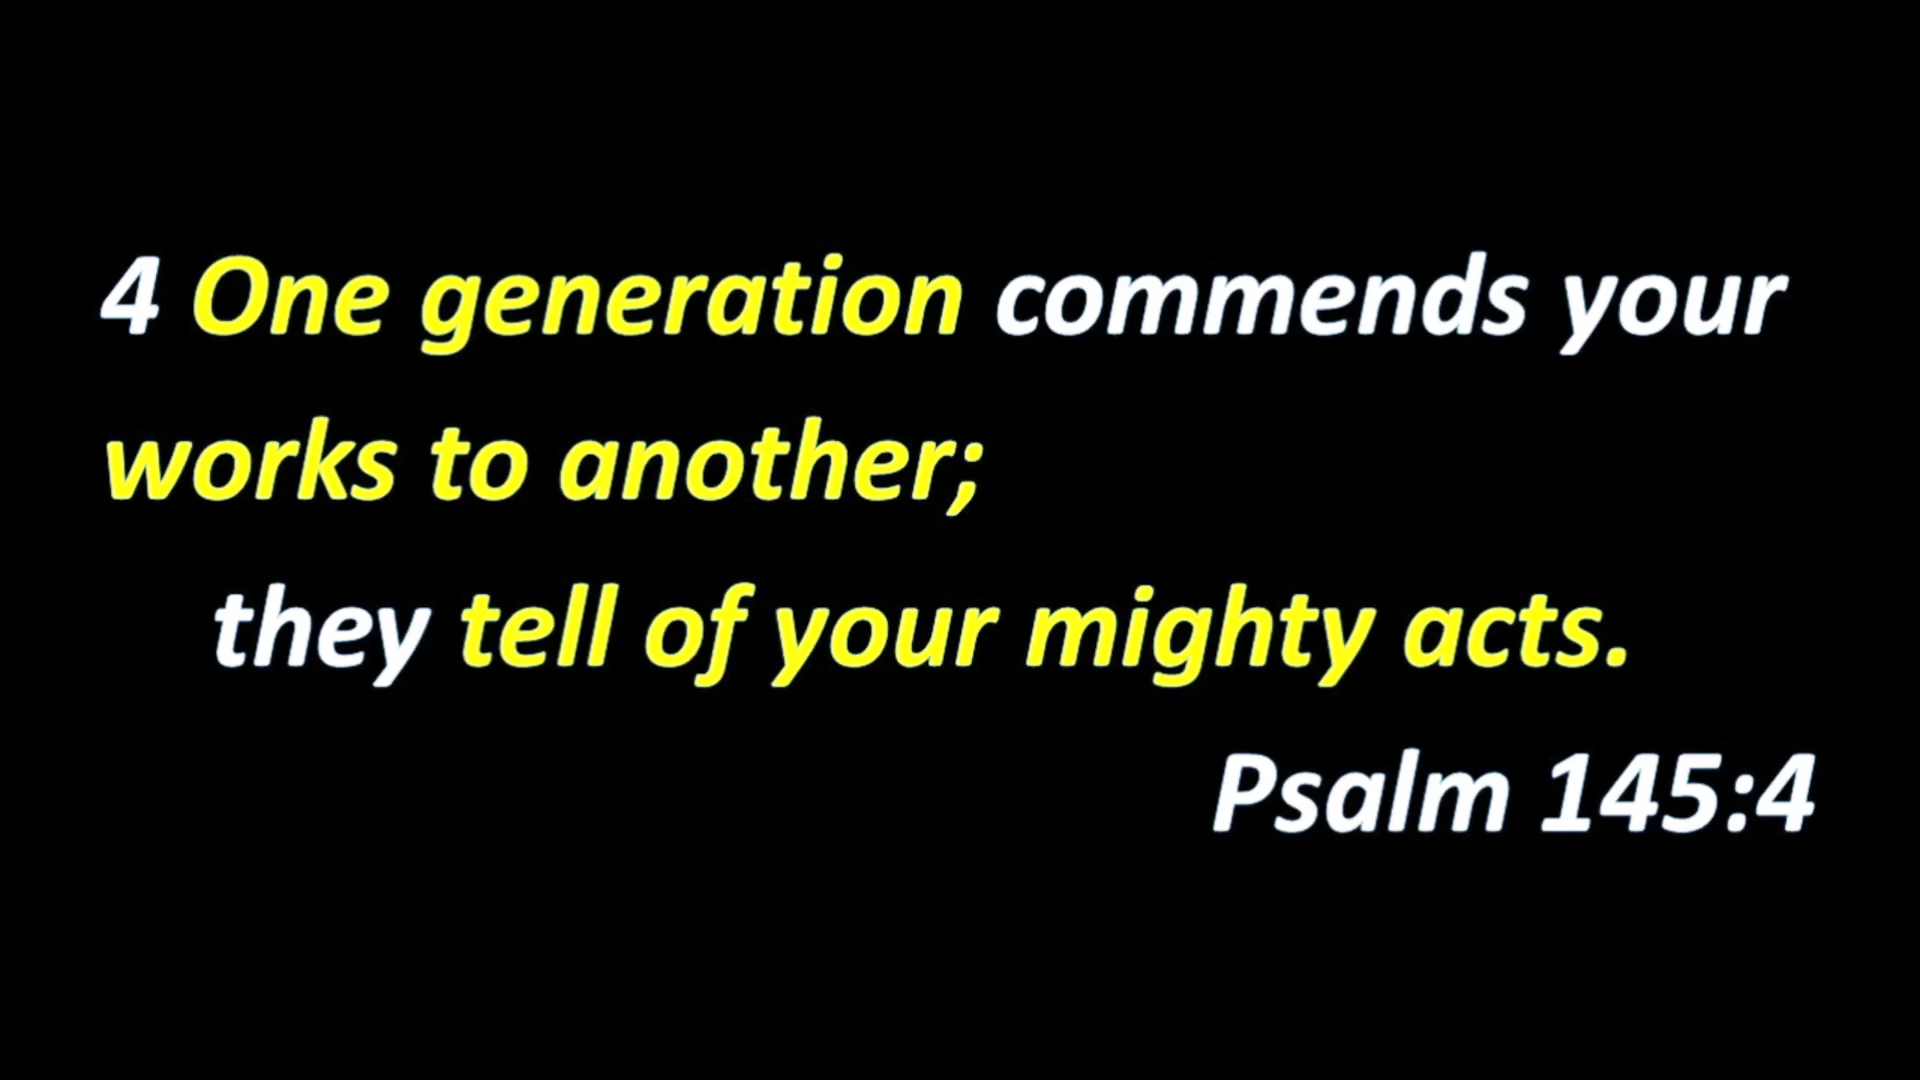 4 One generation commends your
works to another;
they tell of your mighty acts.
Psalm 145:4